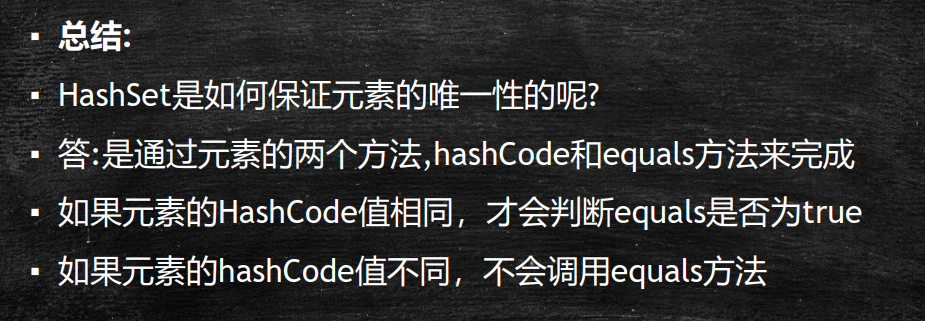 ▪ 总结:
▪ HashSet是如何保证元素的唯一性的呢?
▪ 答:是通过元素的两个方法,hashCode和equals方法来完成
▪ 如果元素的HashCode值相同，才会判断equals是否为true
▪ 如果元素的hashCode值不同，不会调用equals方法